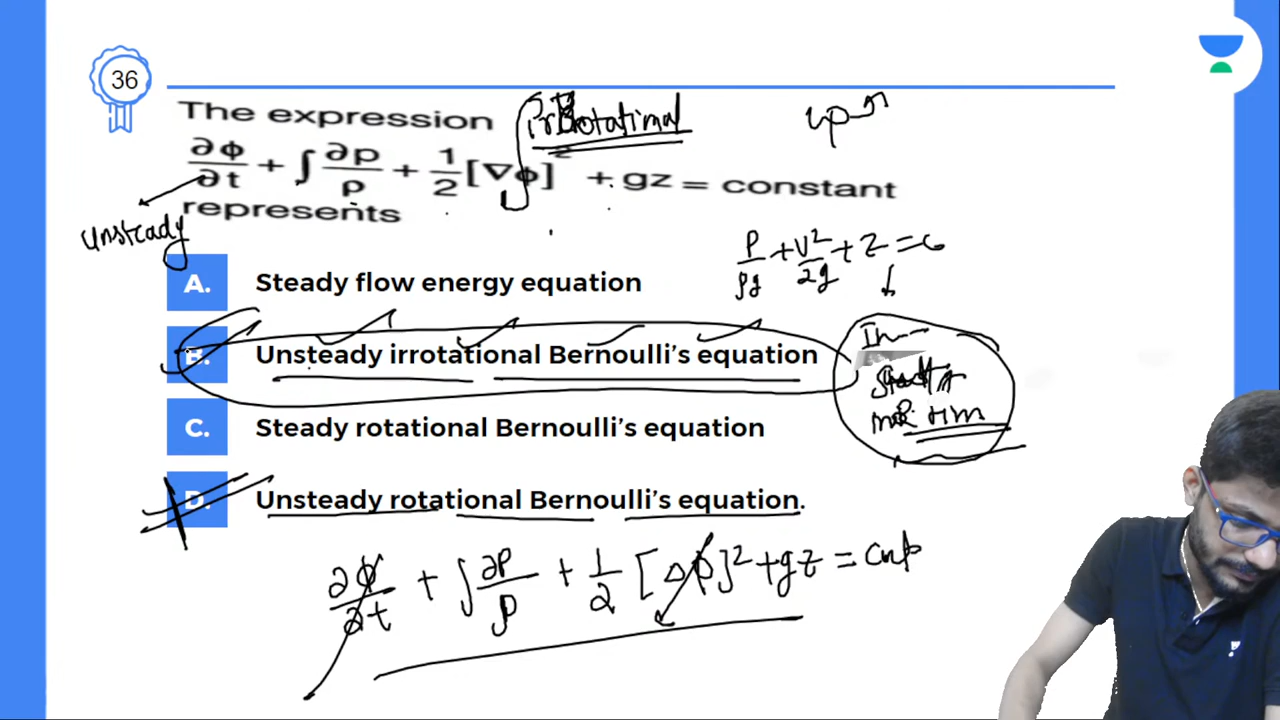 36
The expression
irrotational
∂ϕ/∂t + ∫ ∂p/ρ + 1/2 [∇ϕ]² + gz = constant
represents
unsteady
P/ρg + V²/2g + Z = C
A. Steady flow energy equation
B. Unsteady irrotational Bernoulli's equation
C. Steady rotational Bernoulli's equation
D. Unsteady rotational Bernoulli's equation.
∂ϕ/∂t + ∫ ∂P/ρ + 1/2 [∇ϕ]² + gz =